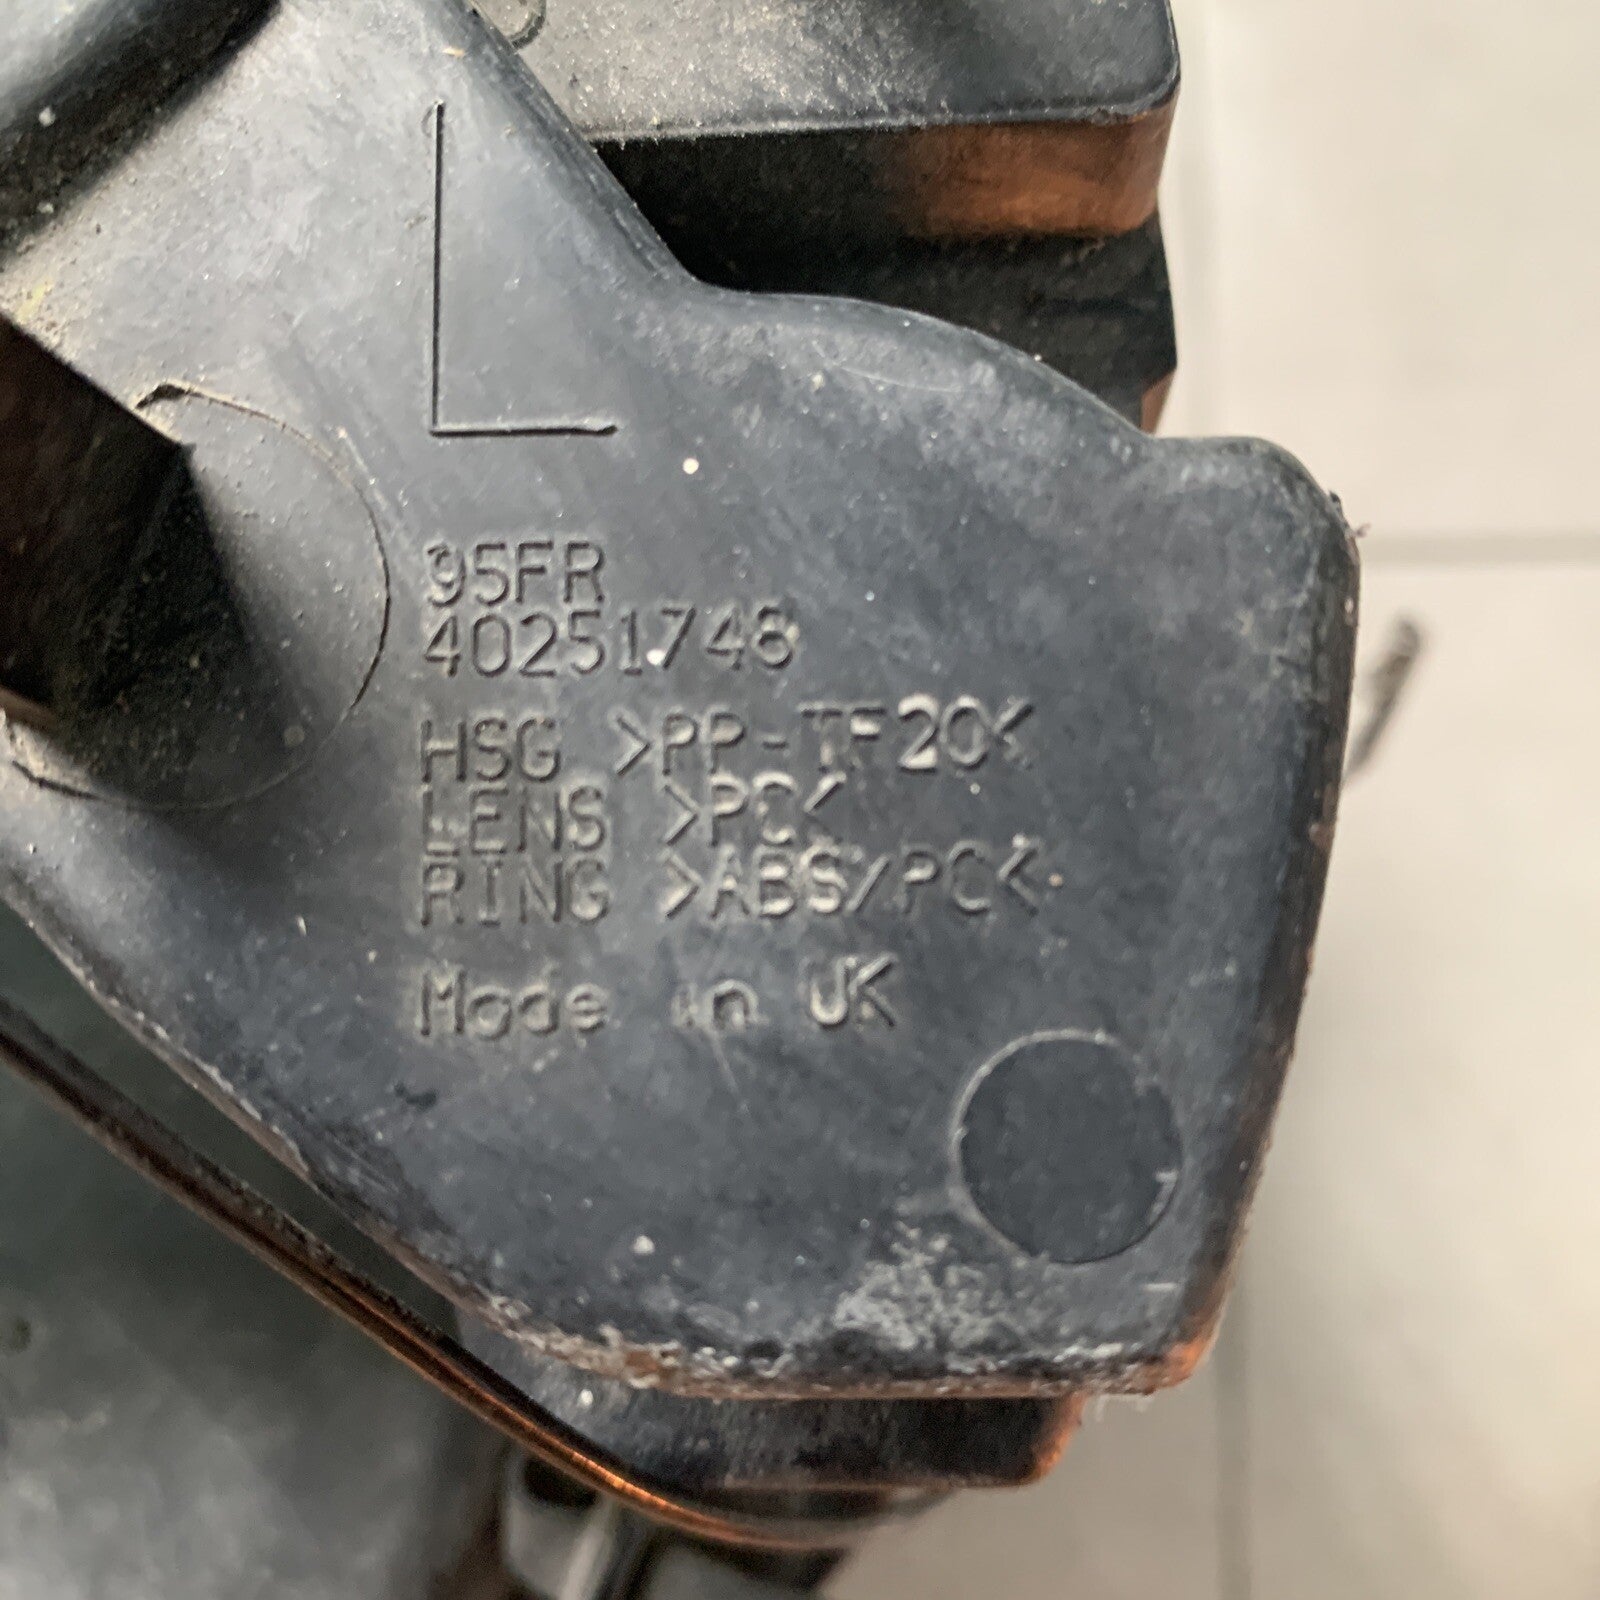 L
95FR
40251748
HSG >PP-TF20<
LENS >PC<
RING >ABS/PC<
Made in UK